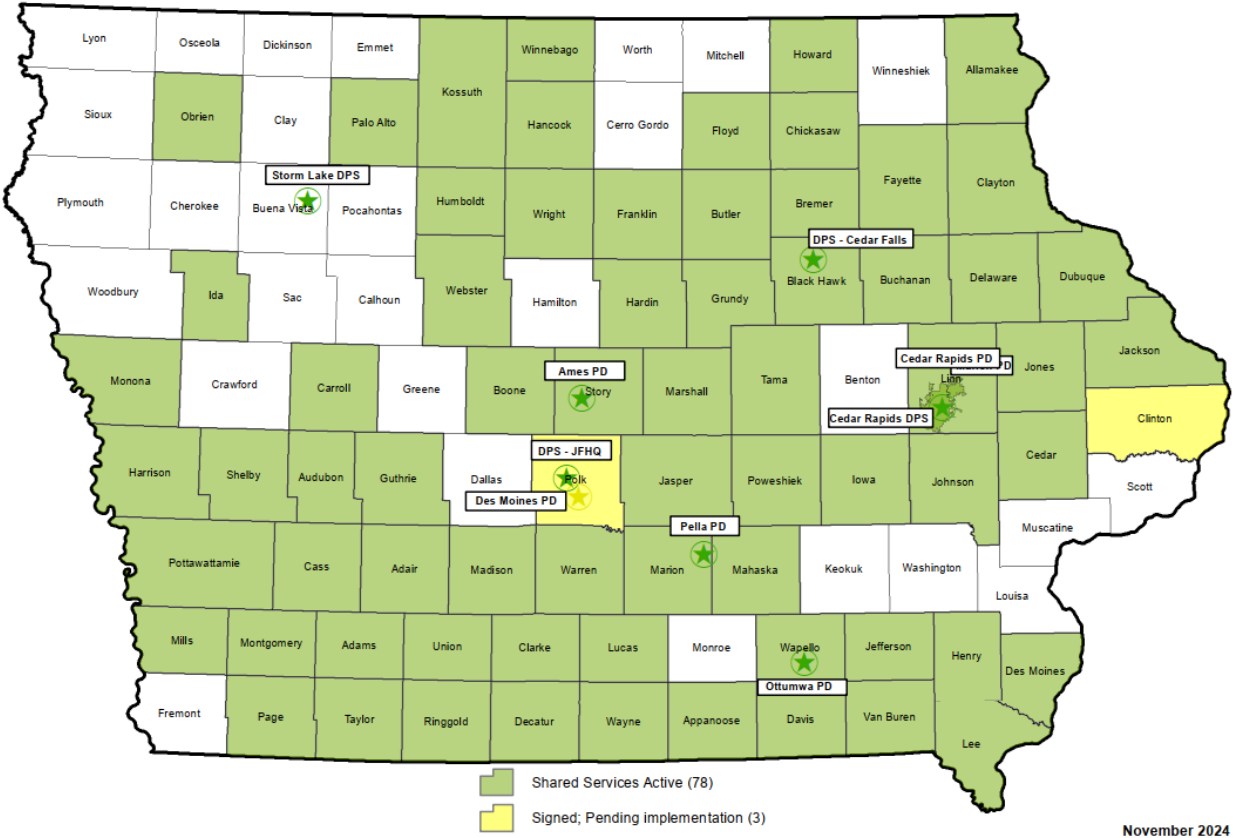 Lyon
Osceola
Dickinson
Emmet
Kossuth
Winnebago
Worth
Mitchell
Howard
Winneshiek
Allamakee
Sioux
Obrien
Clay
Palo Alto
Hancock
Cerro Gordo
Floyd
Chickasaw
Fayette
Clayton
Storm Lake DPS
Plymouth
Cherokee
Buena Vista
Pocahontas
Humboldt
Wright
Franklin
Butler
Bremer
DPS - Cedar Falls
Woodbury
Ida
Sac
Calhoun
Webster
Hamilton
Hardin
Grundy
Black Hawk
Buchanan
Delaware
Dubuque
Monona
Crawford
Carroll
Greene
Boone
Ames PD
Story
Marshall
Tama
Benton
Cedar Rapids PD
PD
Linn
Cedar Rapids DPS
Jones
Jackson
Clinton
Harrison
Shelby
Audubon
Guthrie
Dallas
DPS - JFHQ
Polk
Des Moines PD
Jasper
Poweshiek
Iowa
Johnson
Cedar
Scott
Muscatine
Pottawattamie
Cass
Adair
Madison
Warren
Pella PD
Marion
Mahaska
Keokuk
Washington
Louisa
Mills
Montgomery
Adams
Union
Clarke
Lucas
Monroe
Wapello
Ottumwa PD
Jefferson
Henry
Des Moines
Fremont
Page
Taylor
Ringgold
Decatur
Wayne
Appanoose
Davis
Van Buren
Lee
Shared Services Active (78)
Signed; Pending implementation (3)
November 2024